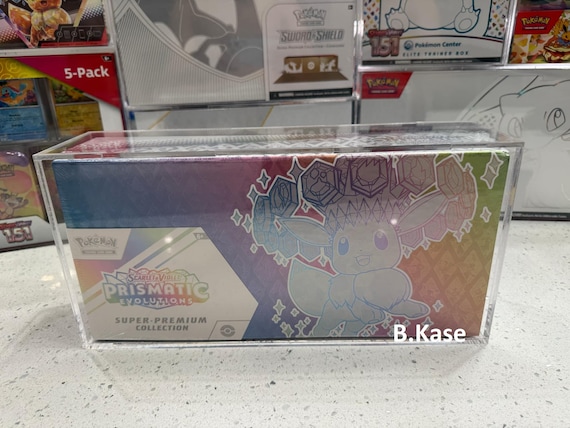 5-Pack
Pokémon
SWORD & SHIELD
151
Pokémon Center
ELITE TRAINER BOX
Pokémon
Pokémon
151
Pokémon
SCARLET & VIOLET
PRISMATIC
EVOLUTIONS
SUPER-PREMIUM
COLLECTION
B.Kase